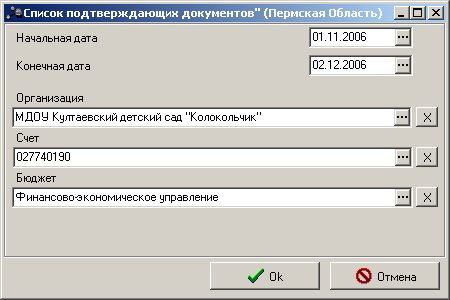 Список подтверждающих документов" (Пермская Область)
Начальная дата 01.11.2006 ...
Конечная дата 02.12.2006 ...
Организация
МДОУ Култаевский детский сад "Колокольчик" ... X
Счет
027740190 ... X
Бюджет
Финансово-экономическое управление ... X
Ok Отмена